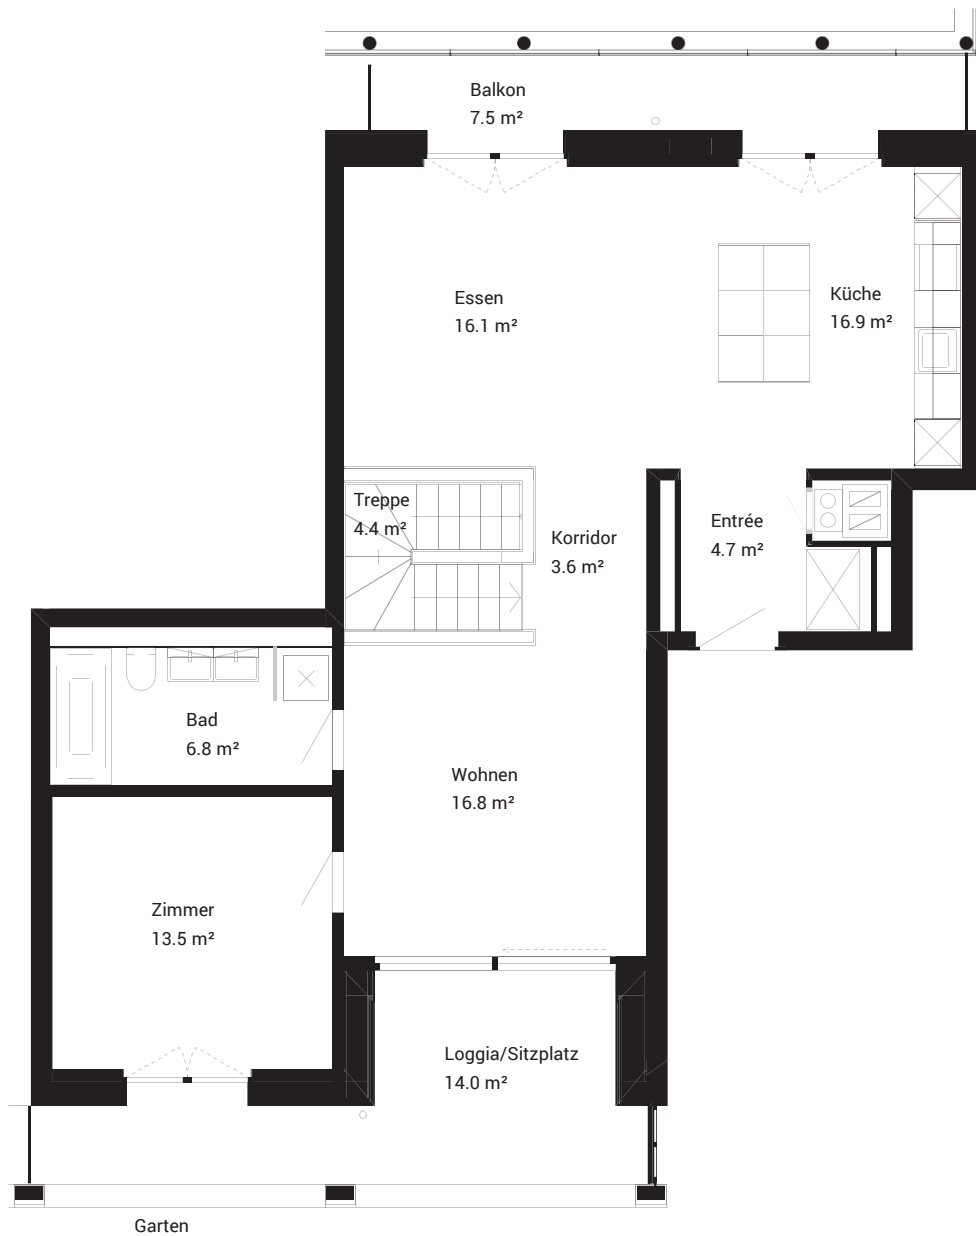 Balkon
7.5 m²
Essen
16.1 m²
Küche
16.9 m²
Treppe
4.4 m²
Korridor
3.6 m²
Entrée
4.7 m²
Bad
6.8 m²
Wohnen
16.8 m²
Zimmer
13.5 m²
Loggia/Sitzplatz
14.0 m²
Garten